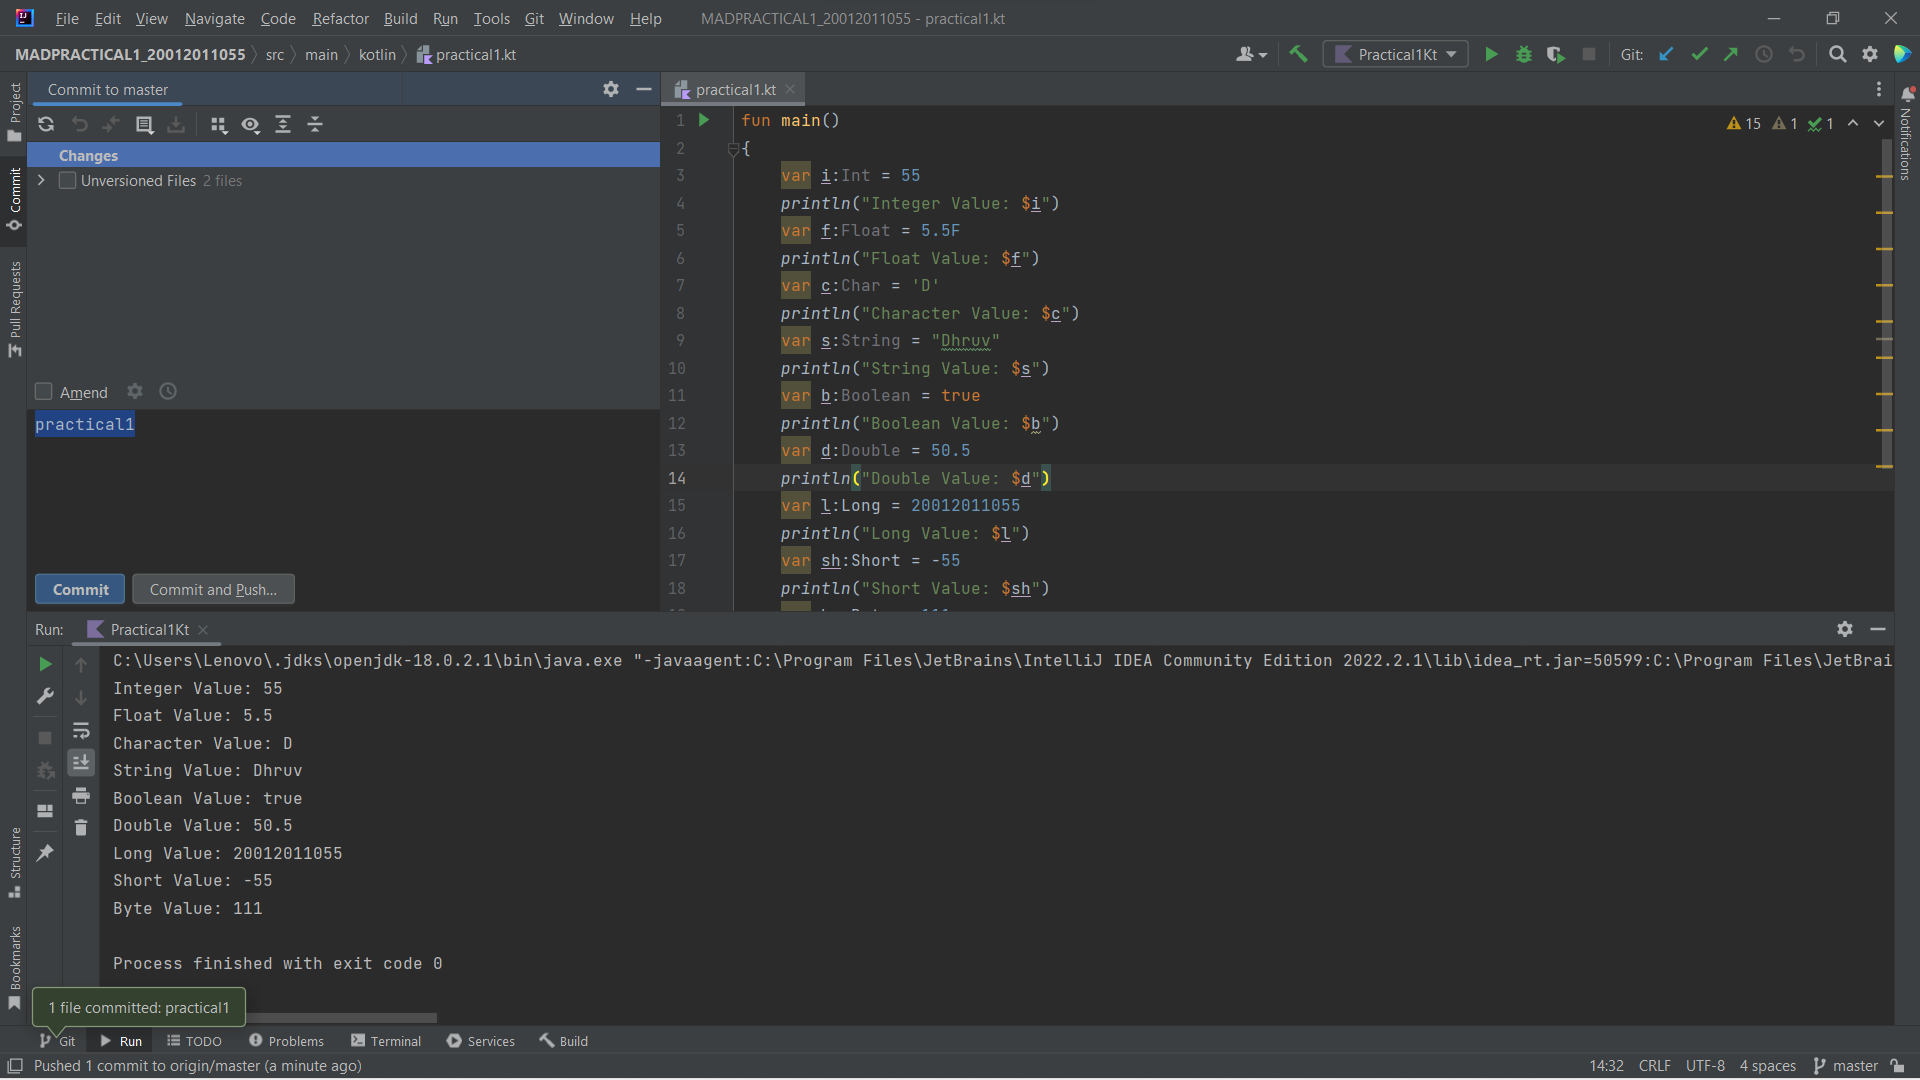 File Edit View Navigate Code Refactor Build Run Tools Git Window Help MADPRACTICAL1_20012011055 - practical1.kt
MADPRACTICAL1_20012011055 src main kotlin practical1.kt Practical1Kt Git:
Project
Commit
Pull Requests
Structure
Bookmarks
Notifications
Commit to master
Changes
Unversioned Files 2 files
Amend
practical1
Commit Commit and Push...
practical1.kt
15 1 1
1 fun main()
2 {
3 var i:Int = 55
4 println("Integer Value: $i")
5 var f:Float = 5.5F
6 println("Float Value: $f")
7 var c:Char = 'D'
8 println("Character Value: $c")
9 var s:String = "Dhruv"
10 println("String Value: $s")
11 var b:Boolean = true
12 println("Boolean Value: $b")
13 var d:Double = 50.5
14 println("Double Value: $d")
15 var l:Long = 20012011055
16 println("Long Value: $l")
17 var sh:Short = -55
18 println("Short Value: $sh")
Run: Practical1Kt
C:\Users\Lenovo\.jdks\openjdk-18.0.2.1\bin\java.exe "-javaagent:C:\Program Files\JetBrains\IntelliJ IDEA Community Edition 2022.2.1\lib\idea_rt.jar=50599:C:\Program Files\JetBrai
Integer Value: 55
Float Value: 5.5
Character Value: D
String Value: Dhruv
Boolean Value: true
Double Value: 50.5
Long Value: 20012011055
Short Value: -55
Byte Value: 111
Process finished with exit code 0
1 file committed: practical1
Git Run TODO Problems Terminal Services Build
Pushed 1 commit to origin/master (a minute ago) 14:32 CRLF UTF-8 4 spaces master